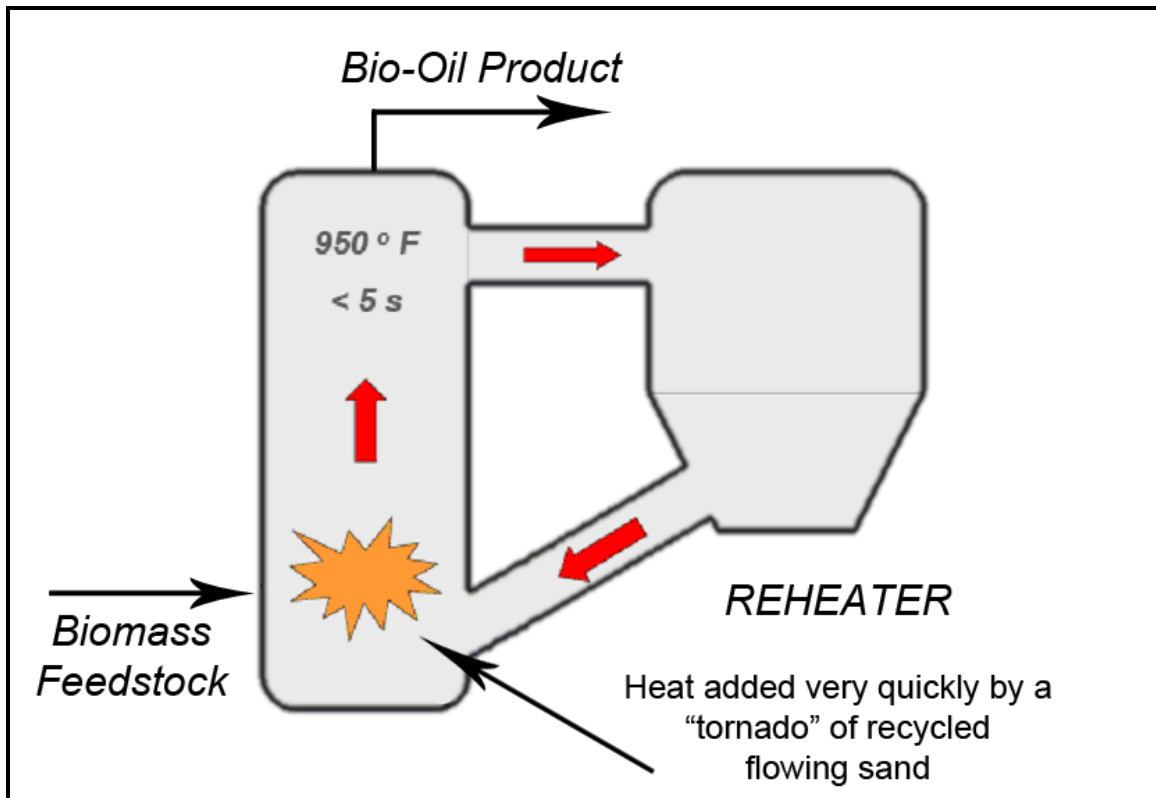 Bio-Oil Product
950 º F
< 5 s
Biomass
Feedstock
REHEATER
Heat added very quickly by a
“tornado” of recycled
flowing sand